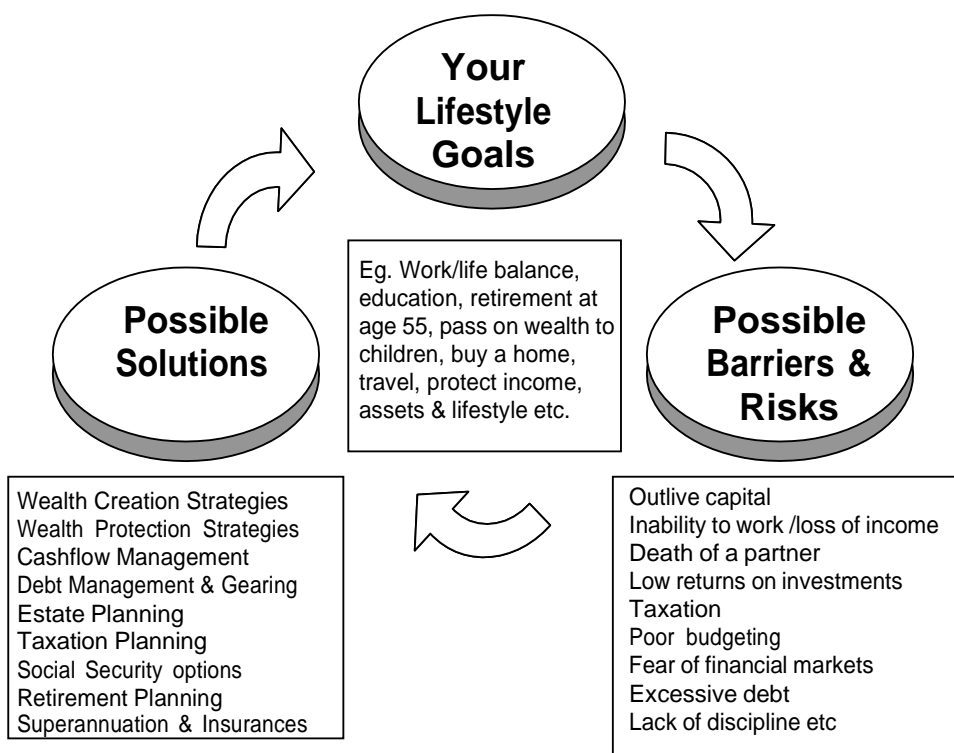 Your
Lifestyle
Goals
Eg. Work/life balance,
education, retirement at
age 55, pass on wealth to
children, buy a home,
travel, protect income,
assets & lifestyle etc.
Possible
Barriers &
Risks
Outlive capital
Inability to work /loss of income
Death of a partner
Low returns on investments
Taxation
Poor budgeting
Fear of financial markets
Excessive debt
Lack of discipline etc
Possible
Solutions
Wealth Creation Strategies
Wealth Protection Strategies
Cashflow Management
Debt Management & Gearing
Estate Planning
Taxation Planning
Social Security options
Retirement Planning
Superannuation & Insurances